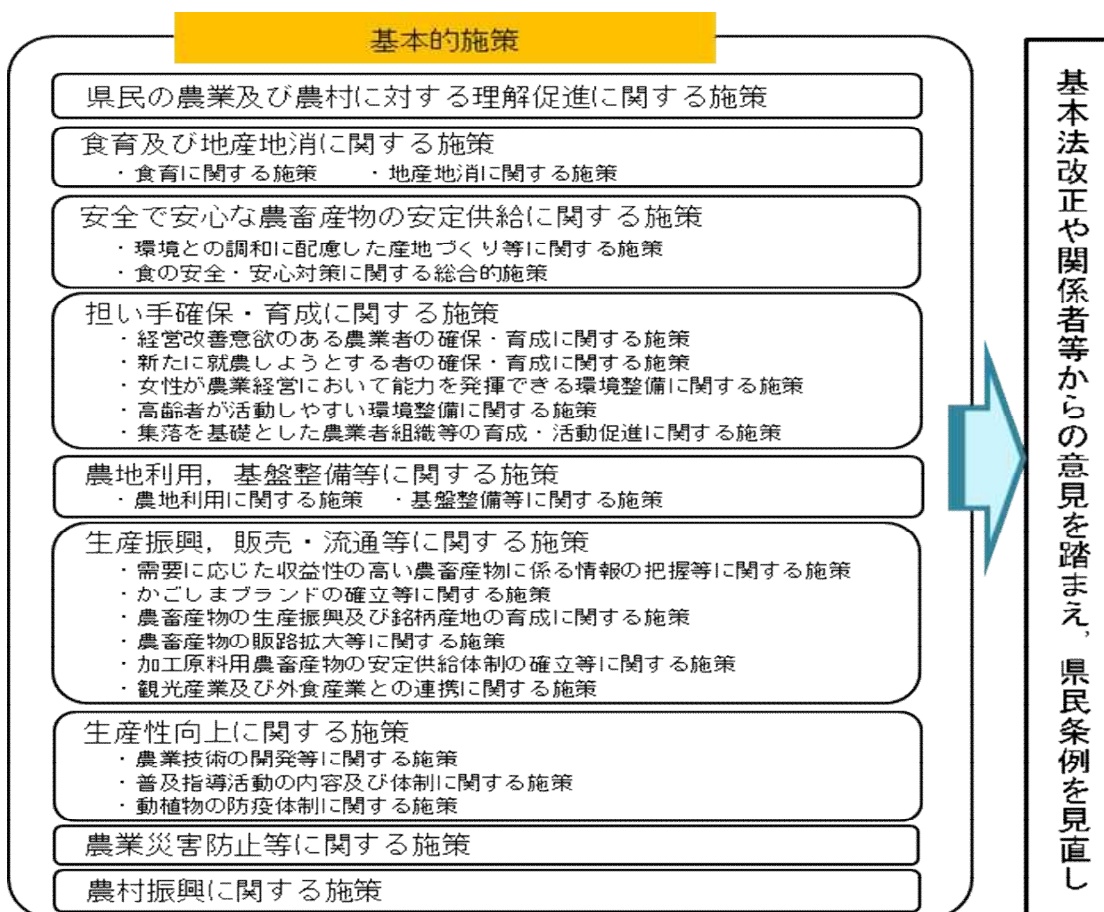 基本的施策
県民の農業及び農村に対する理解促進に関する施策
食育及び地産地消に関する施策
・食育に関する施策　・地産地消に関する施策
安全で安心な農畜産物の安定供給に関する施策
・環境との調和に配慮した産地づくり等に関する施策
・食の安全・安心対策に関する総合的施策
担い手確保・育成に関する施策
・経営改善意欲のある農業者の確保・育成に関する施策
・新たに就農しようとする者の確保・育成に関する施策
・女性が農業経営において能力を発揮できる環境整備に関する施策
・高齢者が活動しやすい環境整備に関する施策
・集落を基礎とした農業者組織等の育成・活動促進に関する施策
農地利用，基盤整備等に関する施策
・農地利用に関する施策　・基盤整備等に関する施策
生産振興，販売・流通等に関する施策
・需要に応じた収益性の高い農畜産物に係る情報の把握等に関する施策
・かごしまブランドの確立等に関する施策
・農畜産物の生産振興及び銘柄産地の育成に関する施策
・農畜産物の販路拡大等に関する施策
・加工原料用農畜産物の安定供給体制の確立等に関する施策
・観光産業及び外食産業との連携に関する施策
生産性向上に関する施策
・農業技術の開発等に関する施策
・普及指導活動の内容及び体制に関する施策
・動植物の防疫体制に関する施策
農業災害防止等に関する施策
農村振興に関する施策
基本法改正や関係者等からの意見を踏まえ，県民条例を見直し